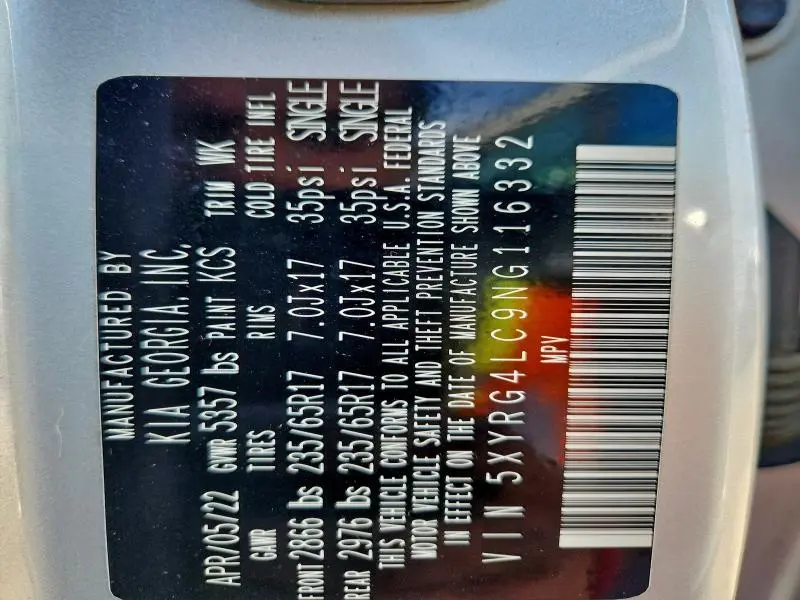 MANUFACTURED BY
KIA GEORGIA, INC.
APR/05/22 GWR 5357 lbs PAINT KCS TRIM WK
GAWR TIRES RIMS COLD TIRE INFL
FRONT 2866 lbs 235/65R17 7.0Jx17 35psi SINGLE
REAR 2976 lbs 235/65R17 7.0Jx17 35psi SINGLE
THIS VEHICLE CONFORMS TO ALL APPLICABLE U.S.A. FEDERAL
MOTOR VEHICLE SAFETY AND THEFT PREVENTION STANDARDS
IN EFFECT ON THE DATE OF MANUFACTURE SHOWN ABOVE
VIN 5XYRG4LC9NG116332
MPV